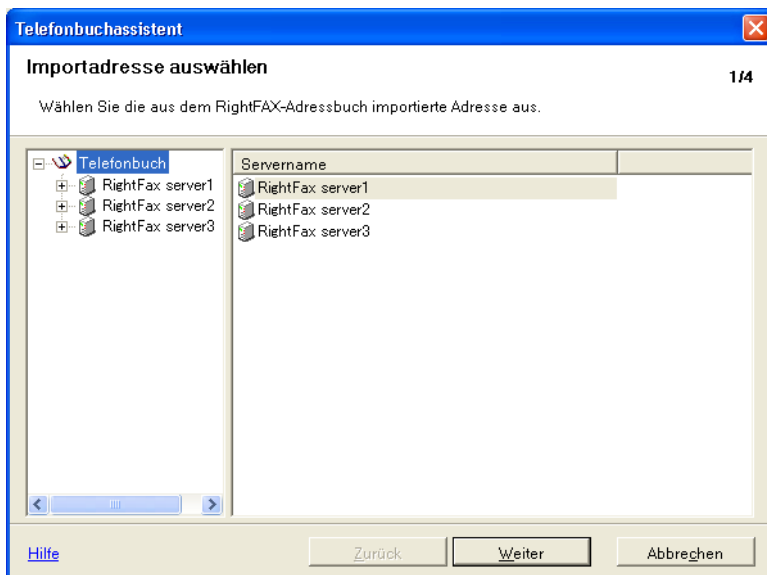 Telefonbuchassistent
Importadresse auswählen
1/4
Wählen Sie die aus dem RightFAX-Adressbuch importierte Adresse aus.
Telefonbuch
RightFax server1
RightFax server2
RightFax server3
Servername
RightFax server1
RightFax server2
RightFax server3
Hilfe
Zurück
Weiter
Abbrechen